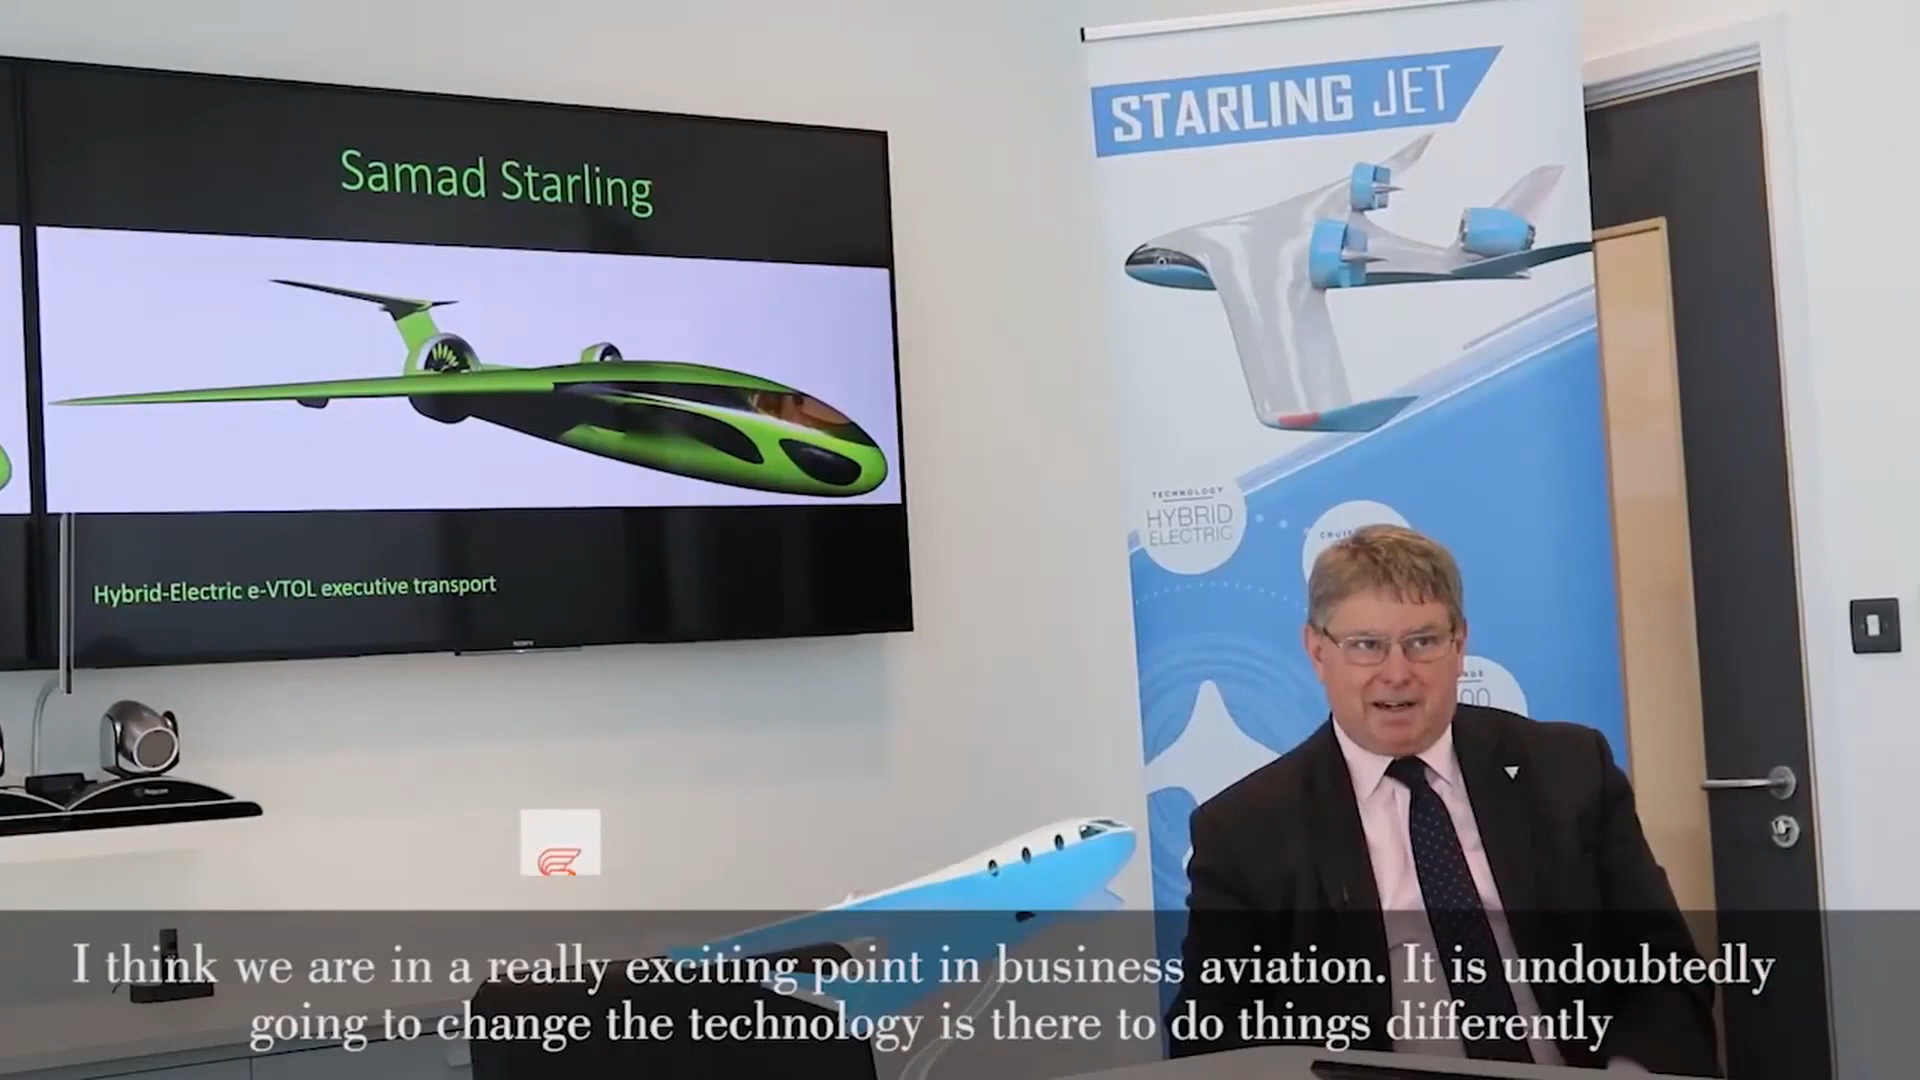 Samad Starling
Hybrid-Electric e-VTOL executive transport
SONY
STARLING JET
TECHNOLOGY
HYBRID
ELECTRIC
I think we are in a really exciting point in business aviation. It is undoubtedly
going to change the technology is there to do things differently